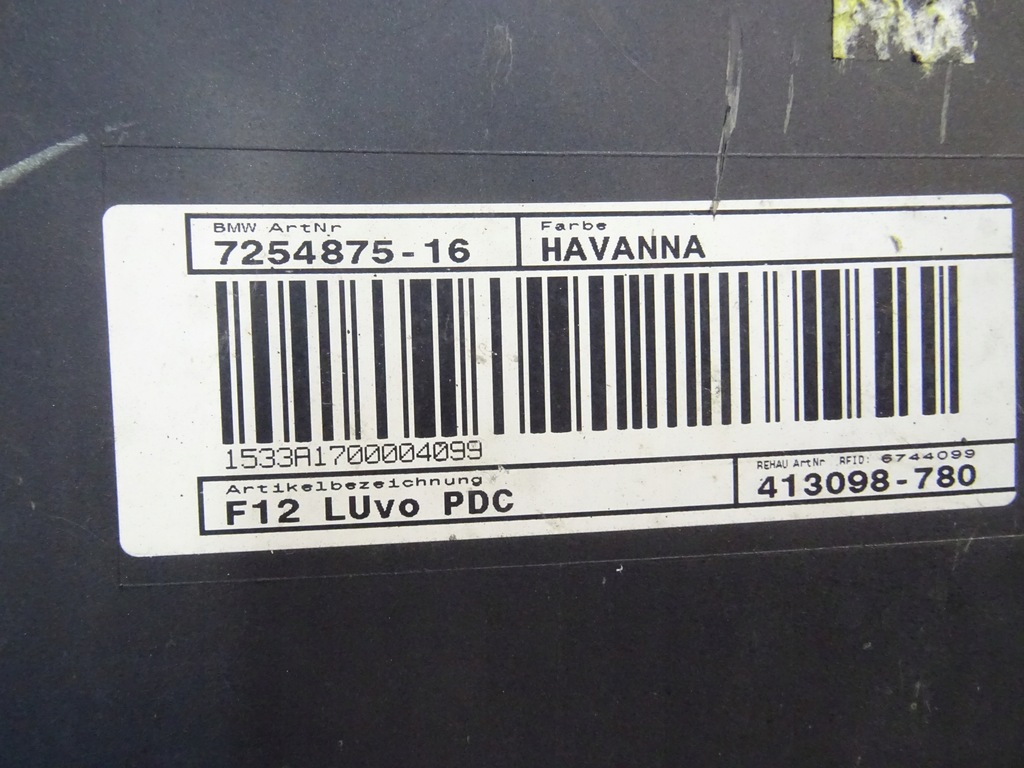 BMW ArtNr
7254875-16
Farbe
HAVANNA
1533A1700004099
Artikelbezeichnung
F12 LUvo PDC
REHAU ArtNr RFID: 6744099
413098-780